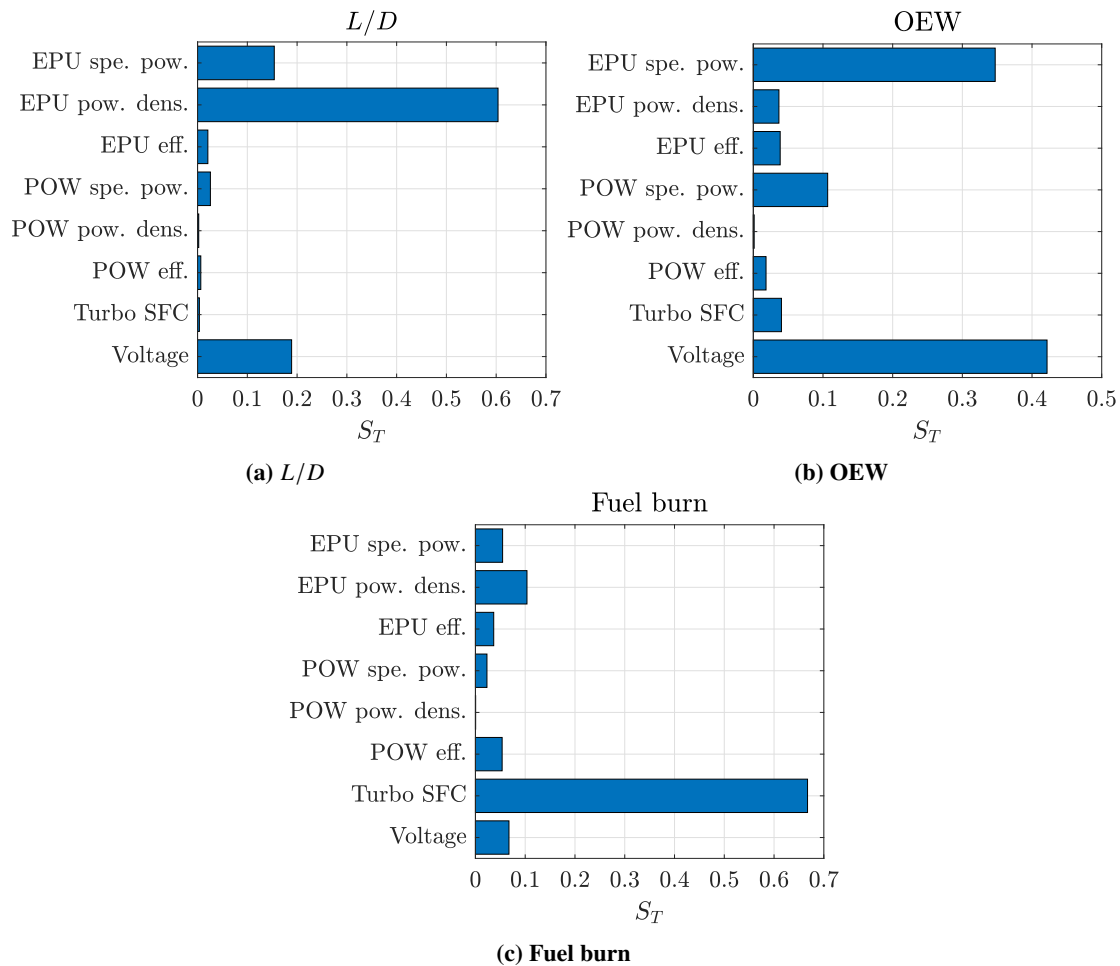 L/D
EPU spe. pow.
EPU pow. dens.
EPU eff.
POW spe. pow.
POW pow. dens.
POW eff.
Turbo SFC
Voltage
0 0.1 0.2 0.3 0.4 0.5 0.6 0.7
S_T
(a) L/D
OEW
EPU spe. pow.
EPU pow. dens.
EPU eff.
POW spe. pow.
POW pow. dens.
POW eff.
Turbo SFC
Voltage
0 0.1 0.2 0.3 0.4 0.5
S_T
(b) OEW
Fuel burn
EPU spe. pow.
EPU pow. dens.
EPU eff.
POW spe. pow.
POW pow. dens.
POW eff.
Turbo SFC
Voltage
0 0.1 0.2 0.3 0.4 0.5 0.6 0.7
S_T
(c) Fuel burn